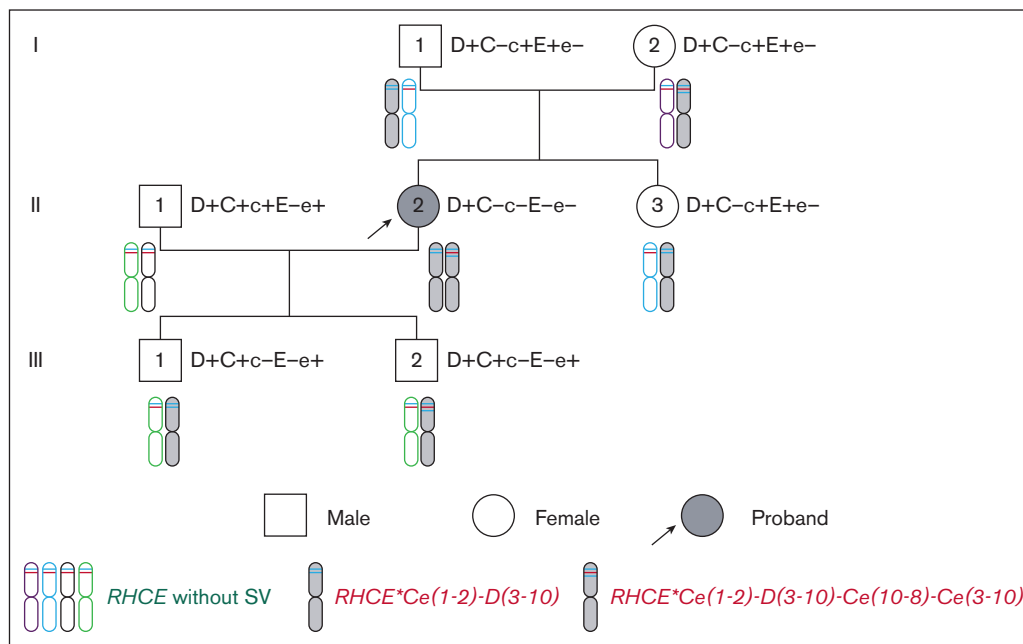 I
1 D+C–c+E+e–
2 D+C–c+E+e–
II
1 D+C+c+E–e+
2 D+C–c–E–e–
3 D+C–c+E+e–
III
1 D+C+c–E–e+
2 D+C+c–E–e+
Male
Female
Proband
RHCE without SV
RHCE*Ce(1-2)-D(3-10)
RHCE*Ce(1-2)-D(3-10)-Ce(10-8)-Ce(3-10)